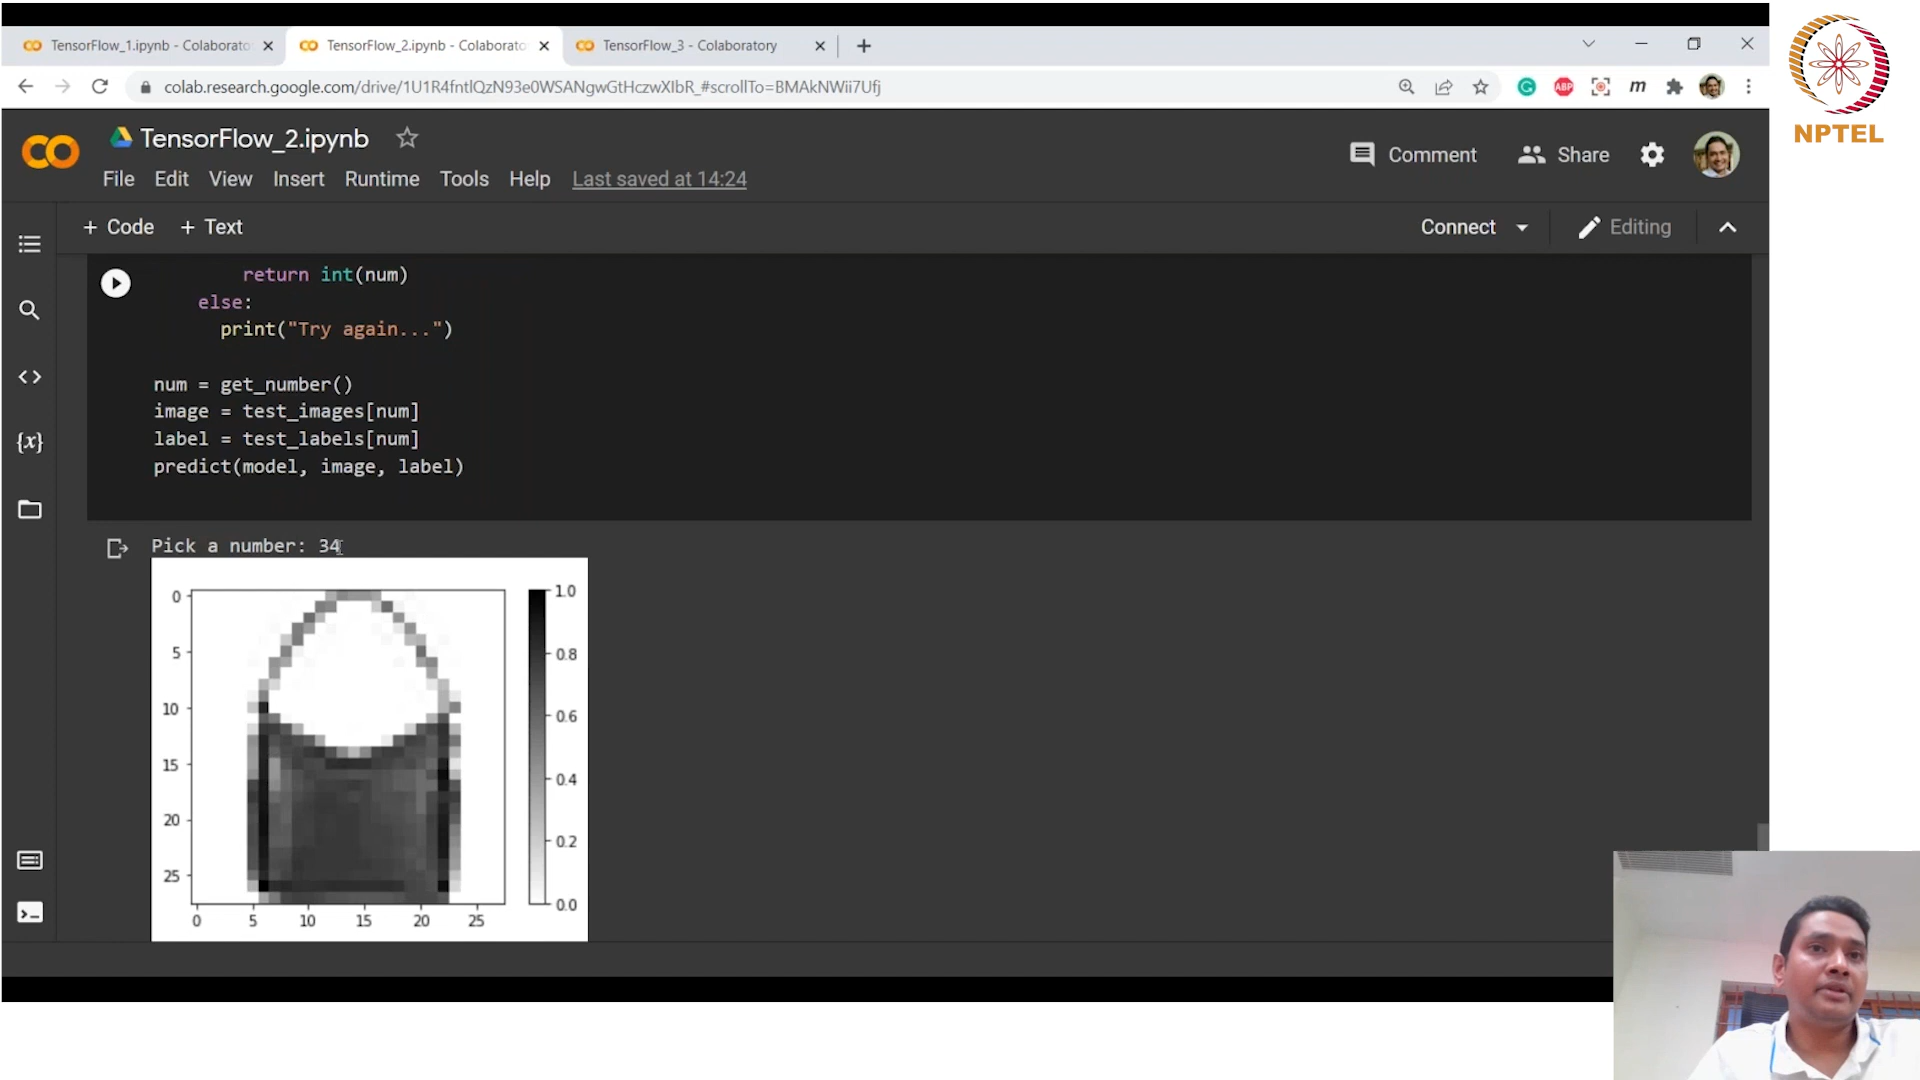 TensorFlow_1.ipynb - Colaborato
TensorFlow_2.ipynb - Colaborato
TensorFlow_3 - Colaboratory
colab.research.google.com/drive/1U1R4fntlQzN93e0WSANgwGtHczwXIbR_#scrollTo=BMAkNWii7Ufj
ABP
m
NPTEL
CO
TensorFlow_2.ipynb
Comment
Share
File Edit View Insert Runtime Tools Help Last saved at 14:24
+ Code + Text
Connect
Editing
return int(num)
else:
print("Try again...")
num = get_number()
image = test_images[num]
label = test_labels[num]
predict(model, image, label)
{x}
Pick a number: 34
0
5
10
15
20
25
0 5 10 15 20 25
1.0
0.8
0.6
0.4
0.2
0.0